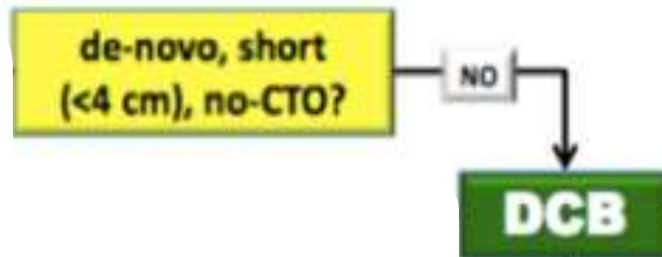 de-novo, short
(<4 cm), no-CTO?
NO
DCB